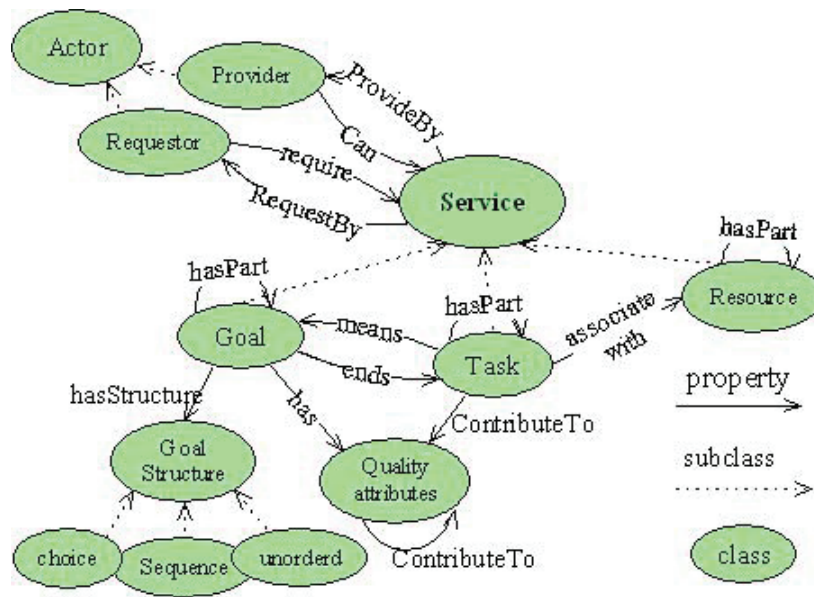 Actor
Provider
ProvideBy
Can
Requestor
require
RequestBy
Service
hasPart
Resource
hasPart
Goal
means
ends
hasPart
Task
associate
with
property
hasStructure
has
ContributeTo
Goal
Structure
Quality
attributes
subclass
choice
Sequence
unorderd
ContributeTo
class